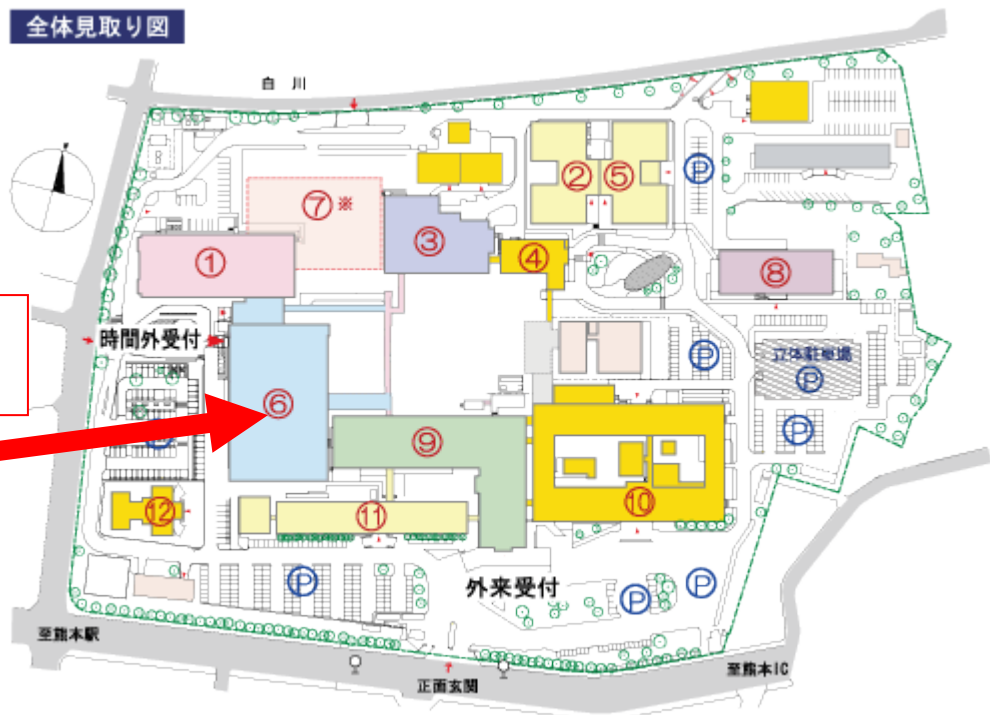 全体見取り図
白川
② ⑤ Ⓟ
⑦※
③
① ④ ⑧
時間外受付
立体駐車場
Ⓟ Ⓟ
⑥
Ⓟ ⑨ Ⓟ
⑫ ⑪ ⑩
Ⓟ 外来受付 Ⓟ Ⓟ
至熊本駅
正面玄関
至熊本IC